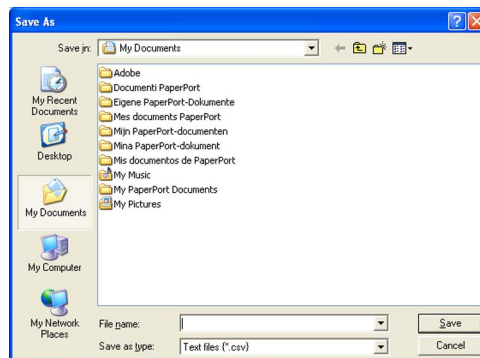 Save As
Save in: My Documents
Adobe
Documenti PaperPort
Eigene PaperPort-Dokumente
Mes documents PaperPort
Mijn PaperPort-documenten
Mina PaperPort-dokument
Mis documentos de PaperPort
My Music
My PaperPort Documents
My Pictures
My Recent
Documents
Desktop
My Documents
My Computer
My Network
Places
File name:
Save
Save as type: Text files (*.csv)
Cancel